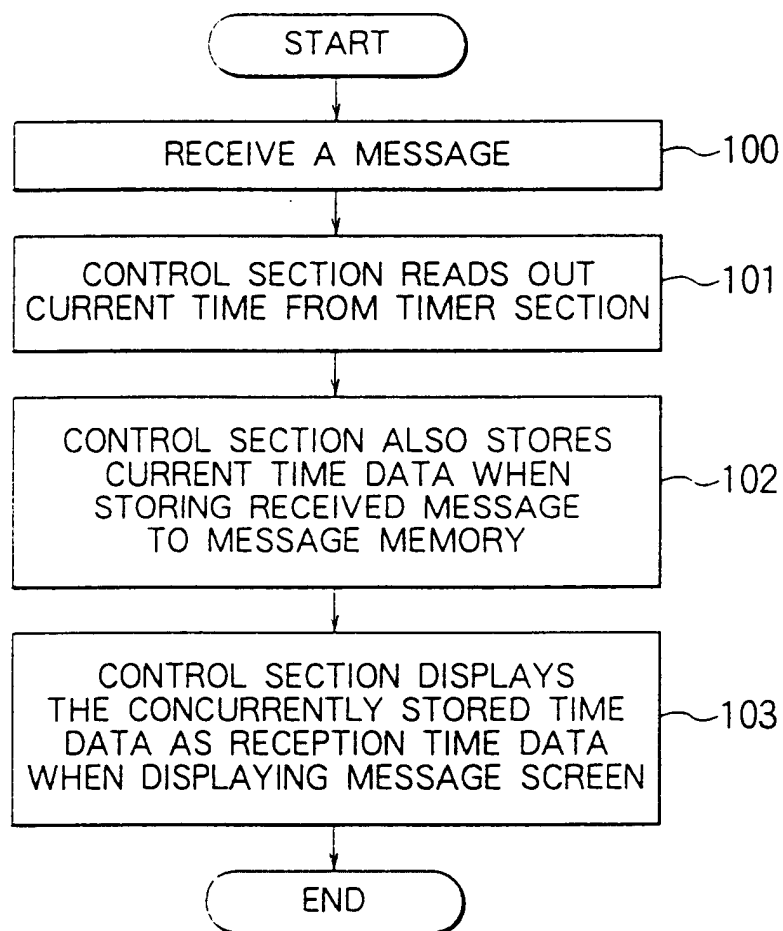 START
RECEIVE A MESSAGE
100
CONTROL SECTION READS OUT
CURRENT TIME FROM TIMER SECTION
101
CONTROL SECTION ALSO STORES
CURRENT TIME DATA WHEN
STORING RECEIVED MESSAGE
TO MESSAGE MEMORY
102
CONTROL SECTION DISPLAYS
THE CONCURRENTLY STORED TIME
DATA AS RECEPTION TIME DATA
WHEN DISPLAYING MESSAGE SCREEN
103
END